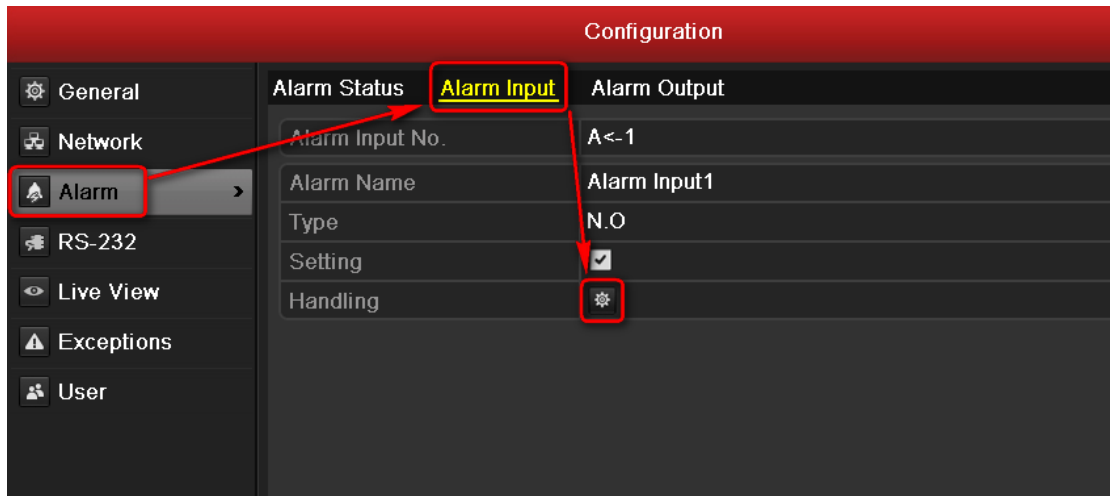 Configuration
General
Network
Alarm
RS-232
Live View
Exceptions
User
Alarm Status Alarm Input Alarm Output
Alarm Input No. A<-1
Alarm Name Alarm Input1
Type N.O
Setting
Handling